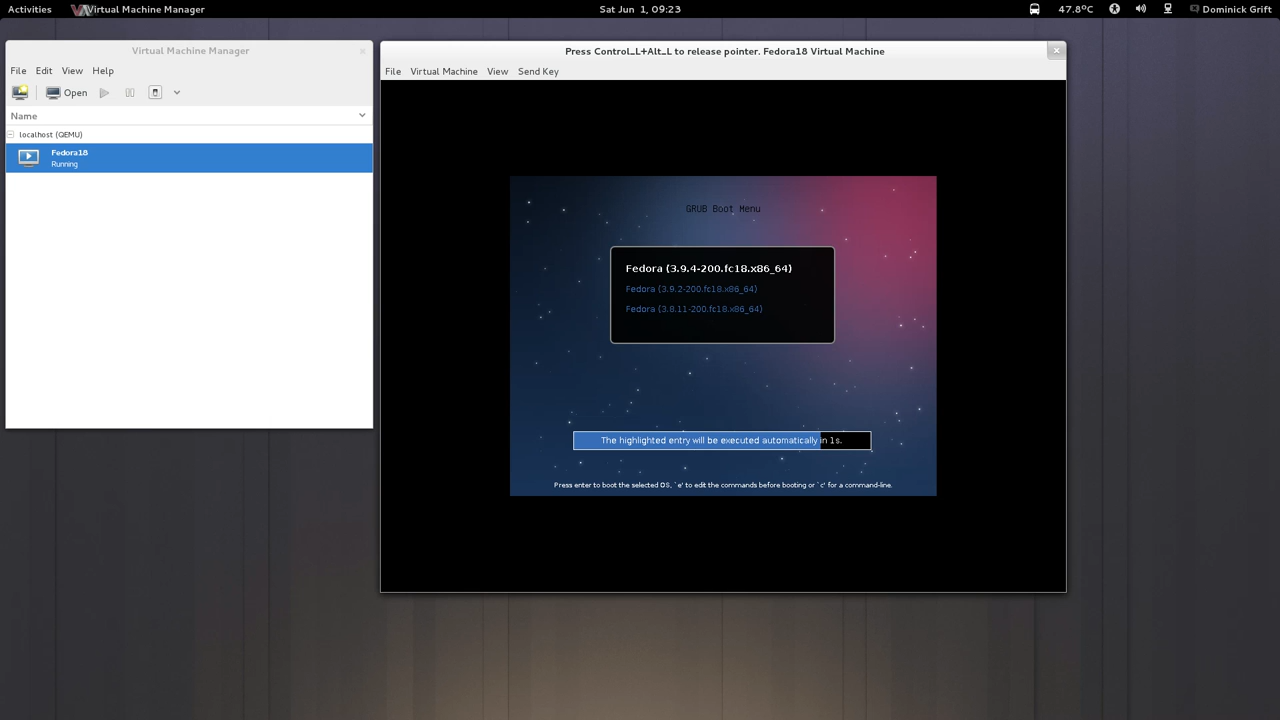 Activities
Virtual Machine Manager
Sat Jun 1, 09:23
47.8°C
Dominick Grift
Virtual Machine Manager
File Edit View Help
Open
Name
localhost (QEMU)
Fedora18
Running
Press Control_L+Alt_L to release pointer. Fedora18 Virtual Machine
File Virtual Machine View Send Key
GRUB Boot Menu
Fedora (3.9.4-200.fc18.x86_64)
Fedora (3.9.2-200.fc18.x86_64)
Fedora (3.8.11-200.fc18.x86_64)
The highlighted entry will be executed automatically in 1s.
Press enter to boot the selected OS, `e' to edit the commands before booting or `c' for a command-line.